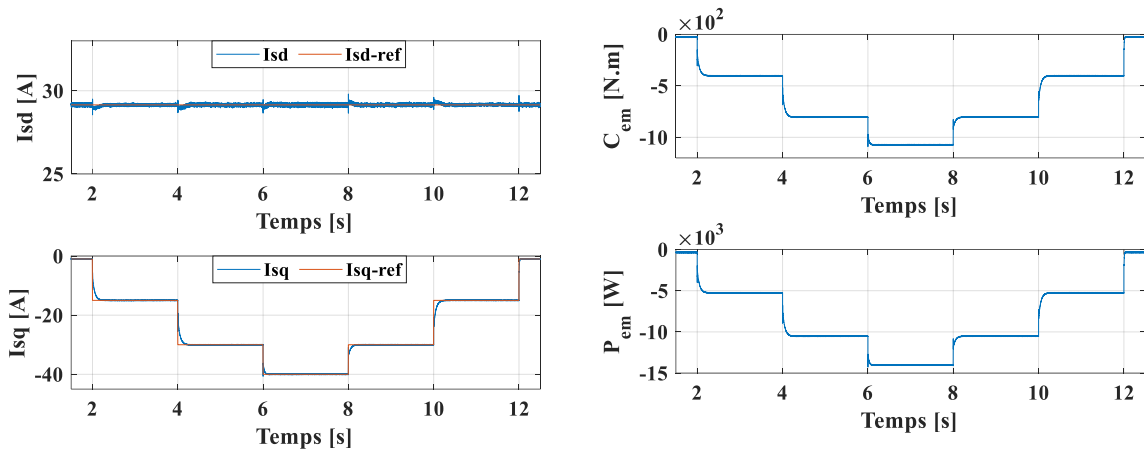 Isd Isd-ref
30
25
Isd [A]
2 4 6 8 10 12
Temps [s]
Isq Isq-ref
0
-20
-40
Isq [A]
2 4 6 8 10 12
Temps [s]
×10²
0
-5
-10
C_em [N.m]
2 4 6 8 10 12
Temps [s]
×10³
0
-5
-10
-15
P_em [W]
2 4 6 8 10 12
Temps [s]